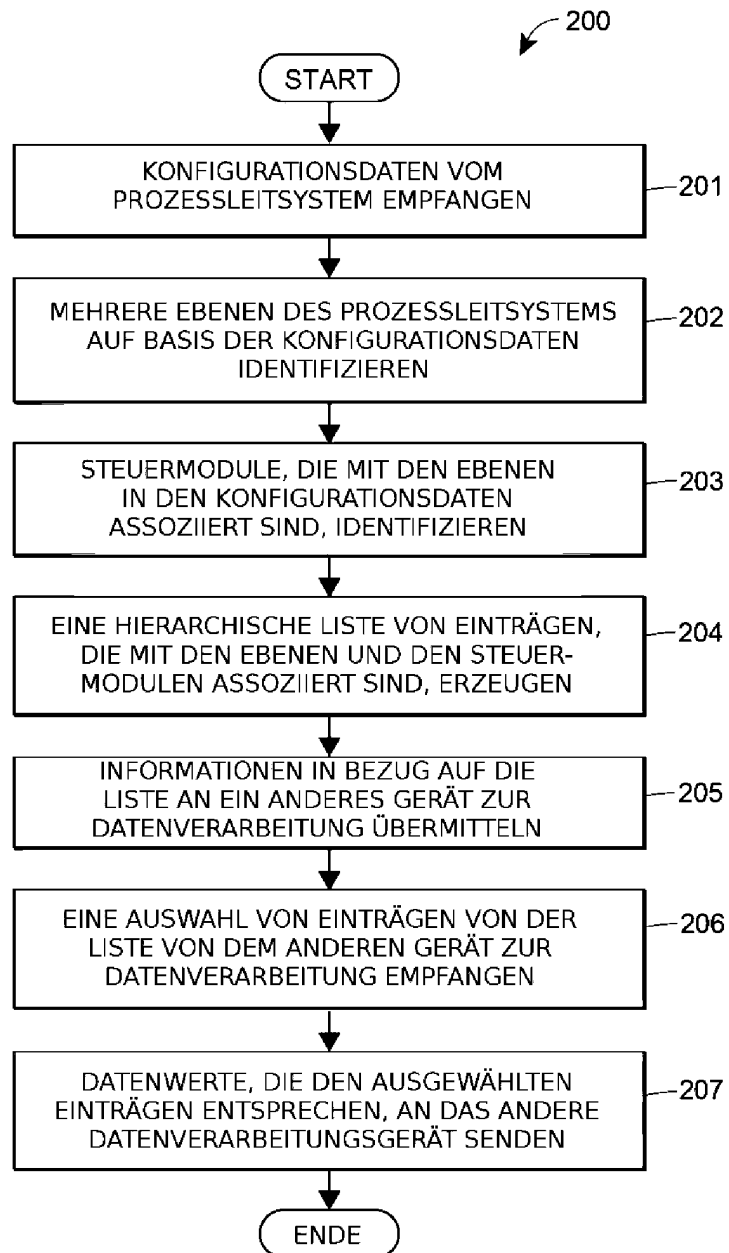 200
START
KONFIGURATIONSDATEN VOM
PROZESSLEITSYSTEM EMPFANGEN
201
MEHRERE EBENEN DES PROZESSLEITSYSTEMS
AUF BASIS DER KONFIGURATIONSDATEN
IDENTIFIZIEREN
202
STEUERMODULE, DIE MIT DEN EBENEN
IN DEN KONFIGURATIONSDATEN
ASSOZIIERT SIND, IDENTIFIZIEREN
203
EINE HIERARCHISCHE LISTE VON EINTRÄGEN,
DIE MIT DEN EBENEN UND DEN STEUER-
MODULEN ASSOZIIERT SIND, ERZEUGEN
204
INFORMATIONEN IN BEZUG AUF DIE
LISTE AN EIN ANDERES GERÄT ZUR
DATENVERARBEITUNG ÜBERMITTELN
205
EINE AUSWAHL VON EINTRÄGEN VON DER
LISTE VON DEM ANDEREN GERÄT ZUR
DATENVERARBEITUNG EMPFANGEN
206
DATENWERTE, DIE DEN AUSGEWÄHLTEN
EINTRÄGEN ENTSPRECHEN, AN DAS ANDERE
DATENVERARBEITUNGSGERÄT SENDEN
207
ENDE